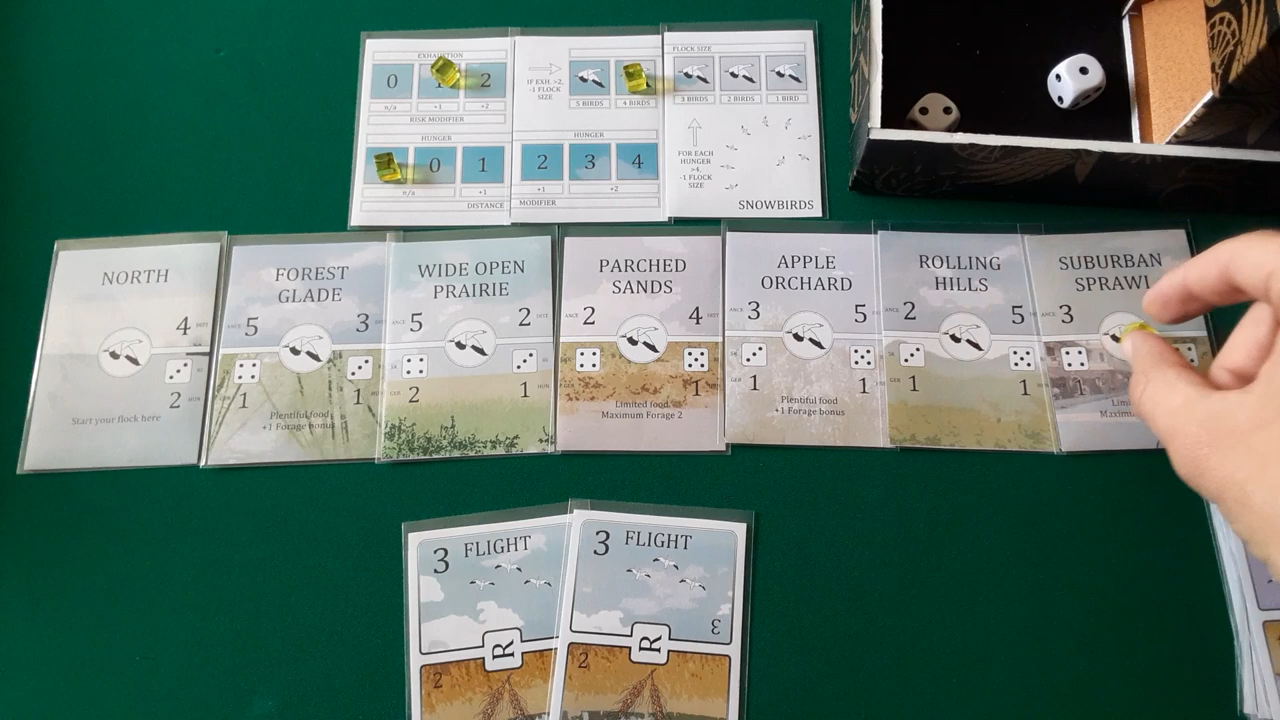 EXHAUSTION
0
2
n/a
+1
+2
RISK MODIFIER
HUNGER
0
1
n/a
+1
DISTANCE
IF EXH. >2,
-1 FLOCK
SIZE
5 BIRDS
4 BIRDS
HUNGER
2
3
4
+1
+2
MODIFIER
FLOCK SIZE
3 BIRDS
2 BIRDS
1 BIRD
FOR EACH
HUNGER
>4,
-1 FLOCK
SIZE
SNOWBIRDS
NORTH
4
2
Start your flock here
FOREST
GLADE
5
3
1
1
Plentiful food
+1 Forage bonus
WIDE OPEN
PRAIRIE
5
2
2
1
PARCHED
SANDS
2
4
1
Limited food
Maximum Forage 2
APPLE
ORCHARD
3
5
1
1
Plentiful food
+1 Forage bonus
ROLLING
HILLS
2
5
1
1
SUBURBAN
SPRAWL
3
1
3 FLIGHT
R
2
3 FLIGHT
3
R
2